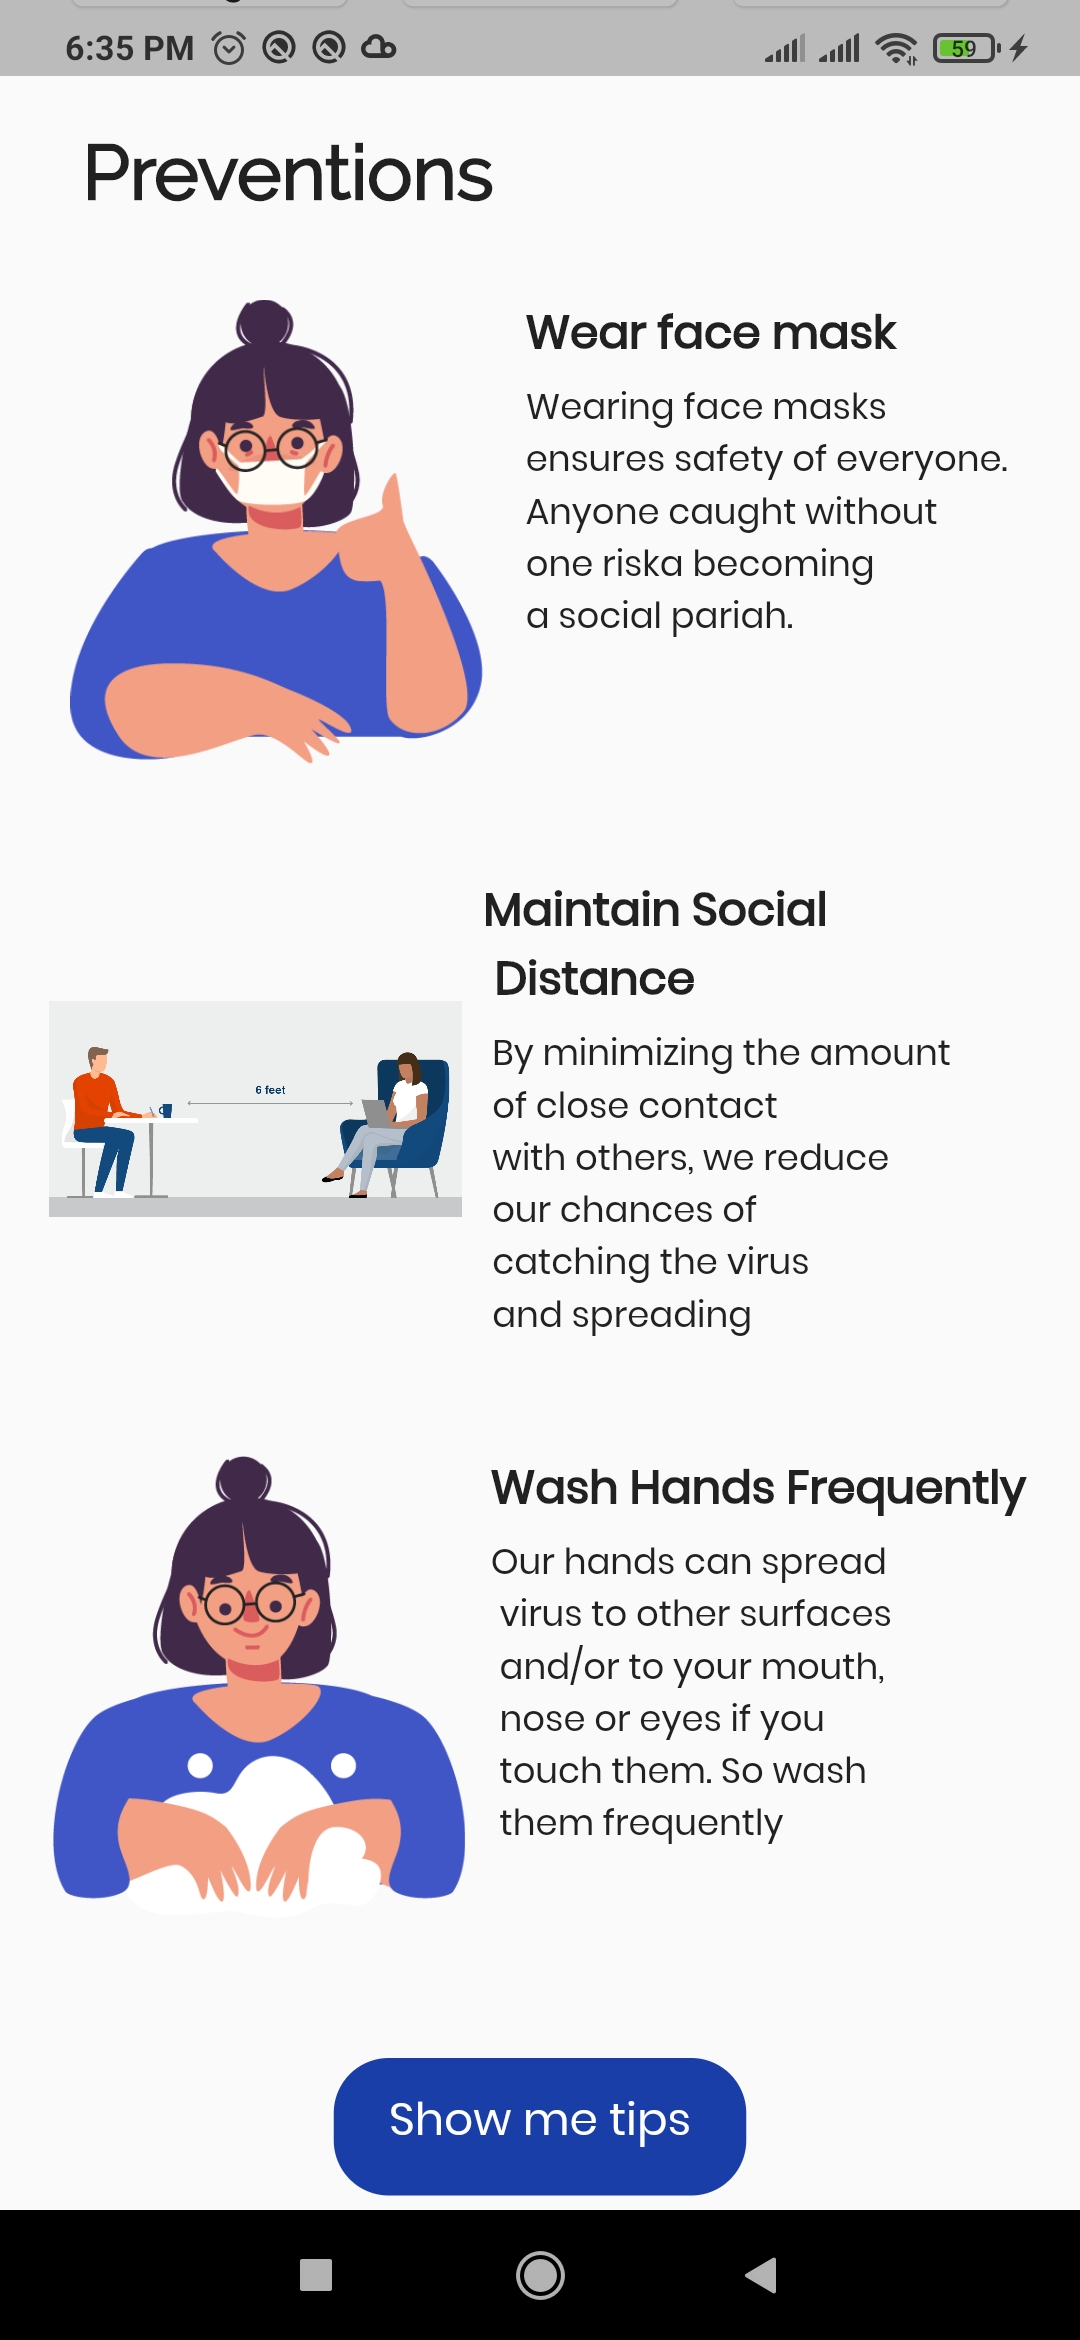 6:35 PM
59
Preventions
Wear face mask
Wearing face masks
ensures safety of everyone.
Anyone caught without
one riska becoming
a social pariah.
Maintain Social
Distance
By minimizing the amount
of close contact
with others, we reduce
our chances of
catching the virus
and spreading
6 feet
Wash Hands Frequently
Our hands can spread
virus to other surfaces
and/or to your mouth,
nose or eyes if you
touch them. So wash
them frequently
Show me tips